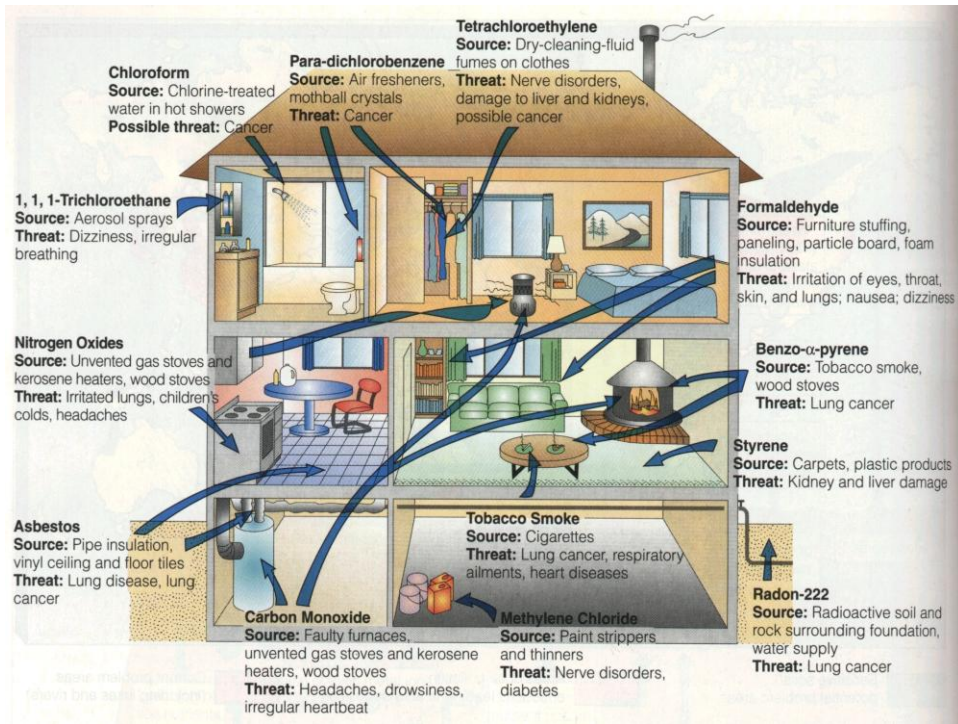 Tetrachloroethylene
Source: Dry-cleaning-fluid
fumes on clothes
Threat: Nerve disorders,
damage to liver and kidneys,
possible cancer
Para-dichlorobenzene
Source: Air fresheners,
mothball crystals
Threat: Cancer
Chloroform
Source: Chlorine-treated
water in hot showers
Possible threat: Cancer
1, 1, 1-Trichloroethane
Source: Aerosol sprays
Threat: Dizziness, irregular
breathing
Formaldehyde
Source: Furniture stuffing,
paneling, particle board, foam
insulation
Threat: Irritation of eyes, throat,
skin, and lungs; nausea; dizziness
Nitrogen Oxides
Source: Unvented gas stoves and
kerosene heaters, wood stoves
Threat: Irritated lungs, children's
colds, headaches
Benzo-α-pyrene
Source: Tobacco smoke,
wood stoves
Threat: Lung cancer
Styrene
Source: Carpets, plastic products
Threat: Kidney and liver damage
Asbestos
Source: Pipe insulation,
vinyl ceiling and floor tiles
Threat: Lung disease, lung
cancer
Tobacco Smoke
Source: Cigarettes
Threat: Lung cancer, respiratory
ailments, heart diseases
Carbon Monoxide
Source: Faulty furnaces,
unvented gas stoves and kerosene
heaters, wood stoves
Threat: Headaches, drowsiness,
irregular heartbeat
Methylene Chloride
Source: Paint strippers
and thinners
Threat: Nerve disorders,
diabetes
Radon-222
Source: Radioactive soil and
rock surrounding foundation,
water supply
Threat: Lung cancer